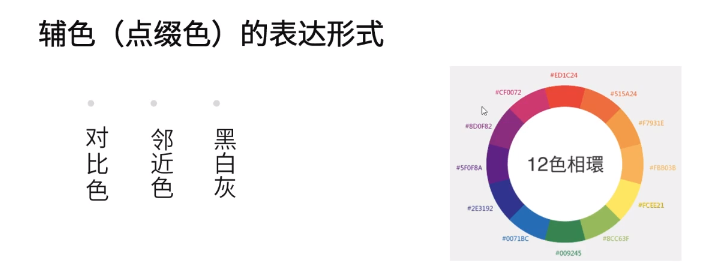 辅色（点缀色）的表达形式
对比色
邻近色
黑白灰
12色相環
#ED1C24
#F15A24
#F7931E
#FBB03B
#FCEE21
#8CC63F
#009245
#0071BC
#2E3192
#5F0F8A
#8D0F82
#CF0072